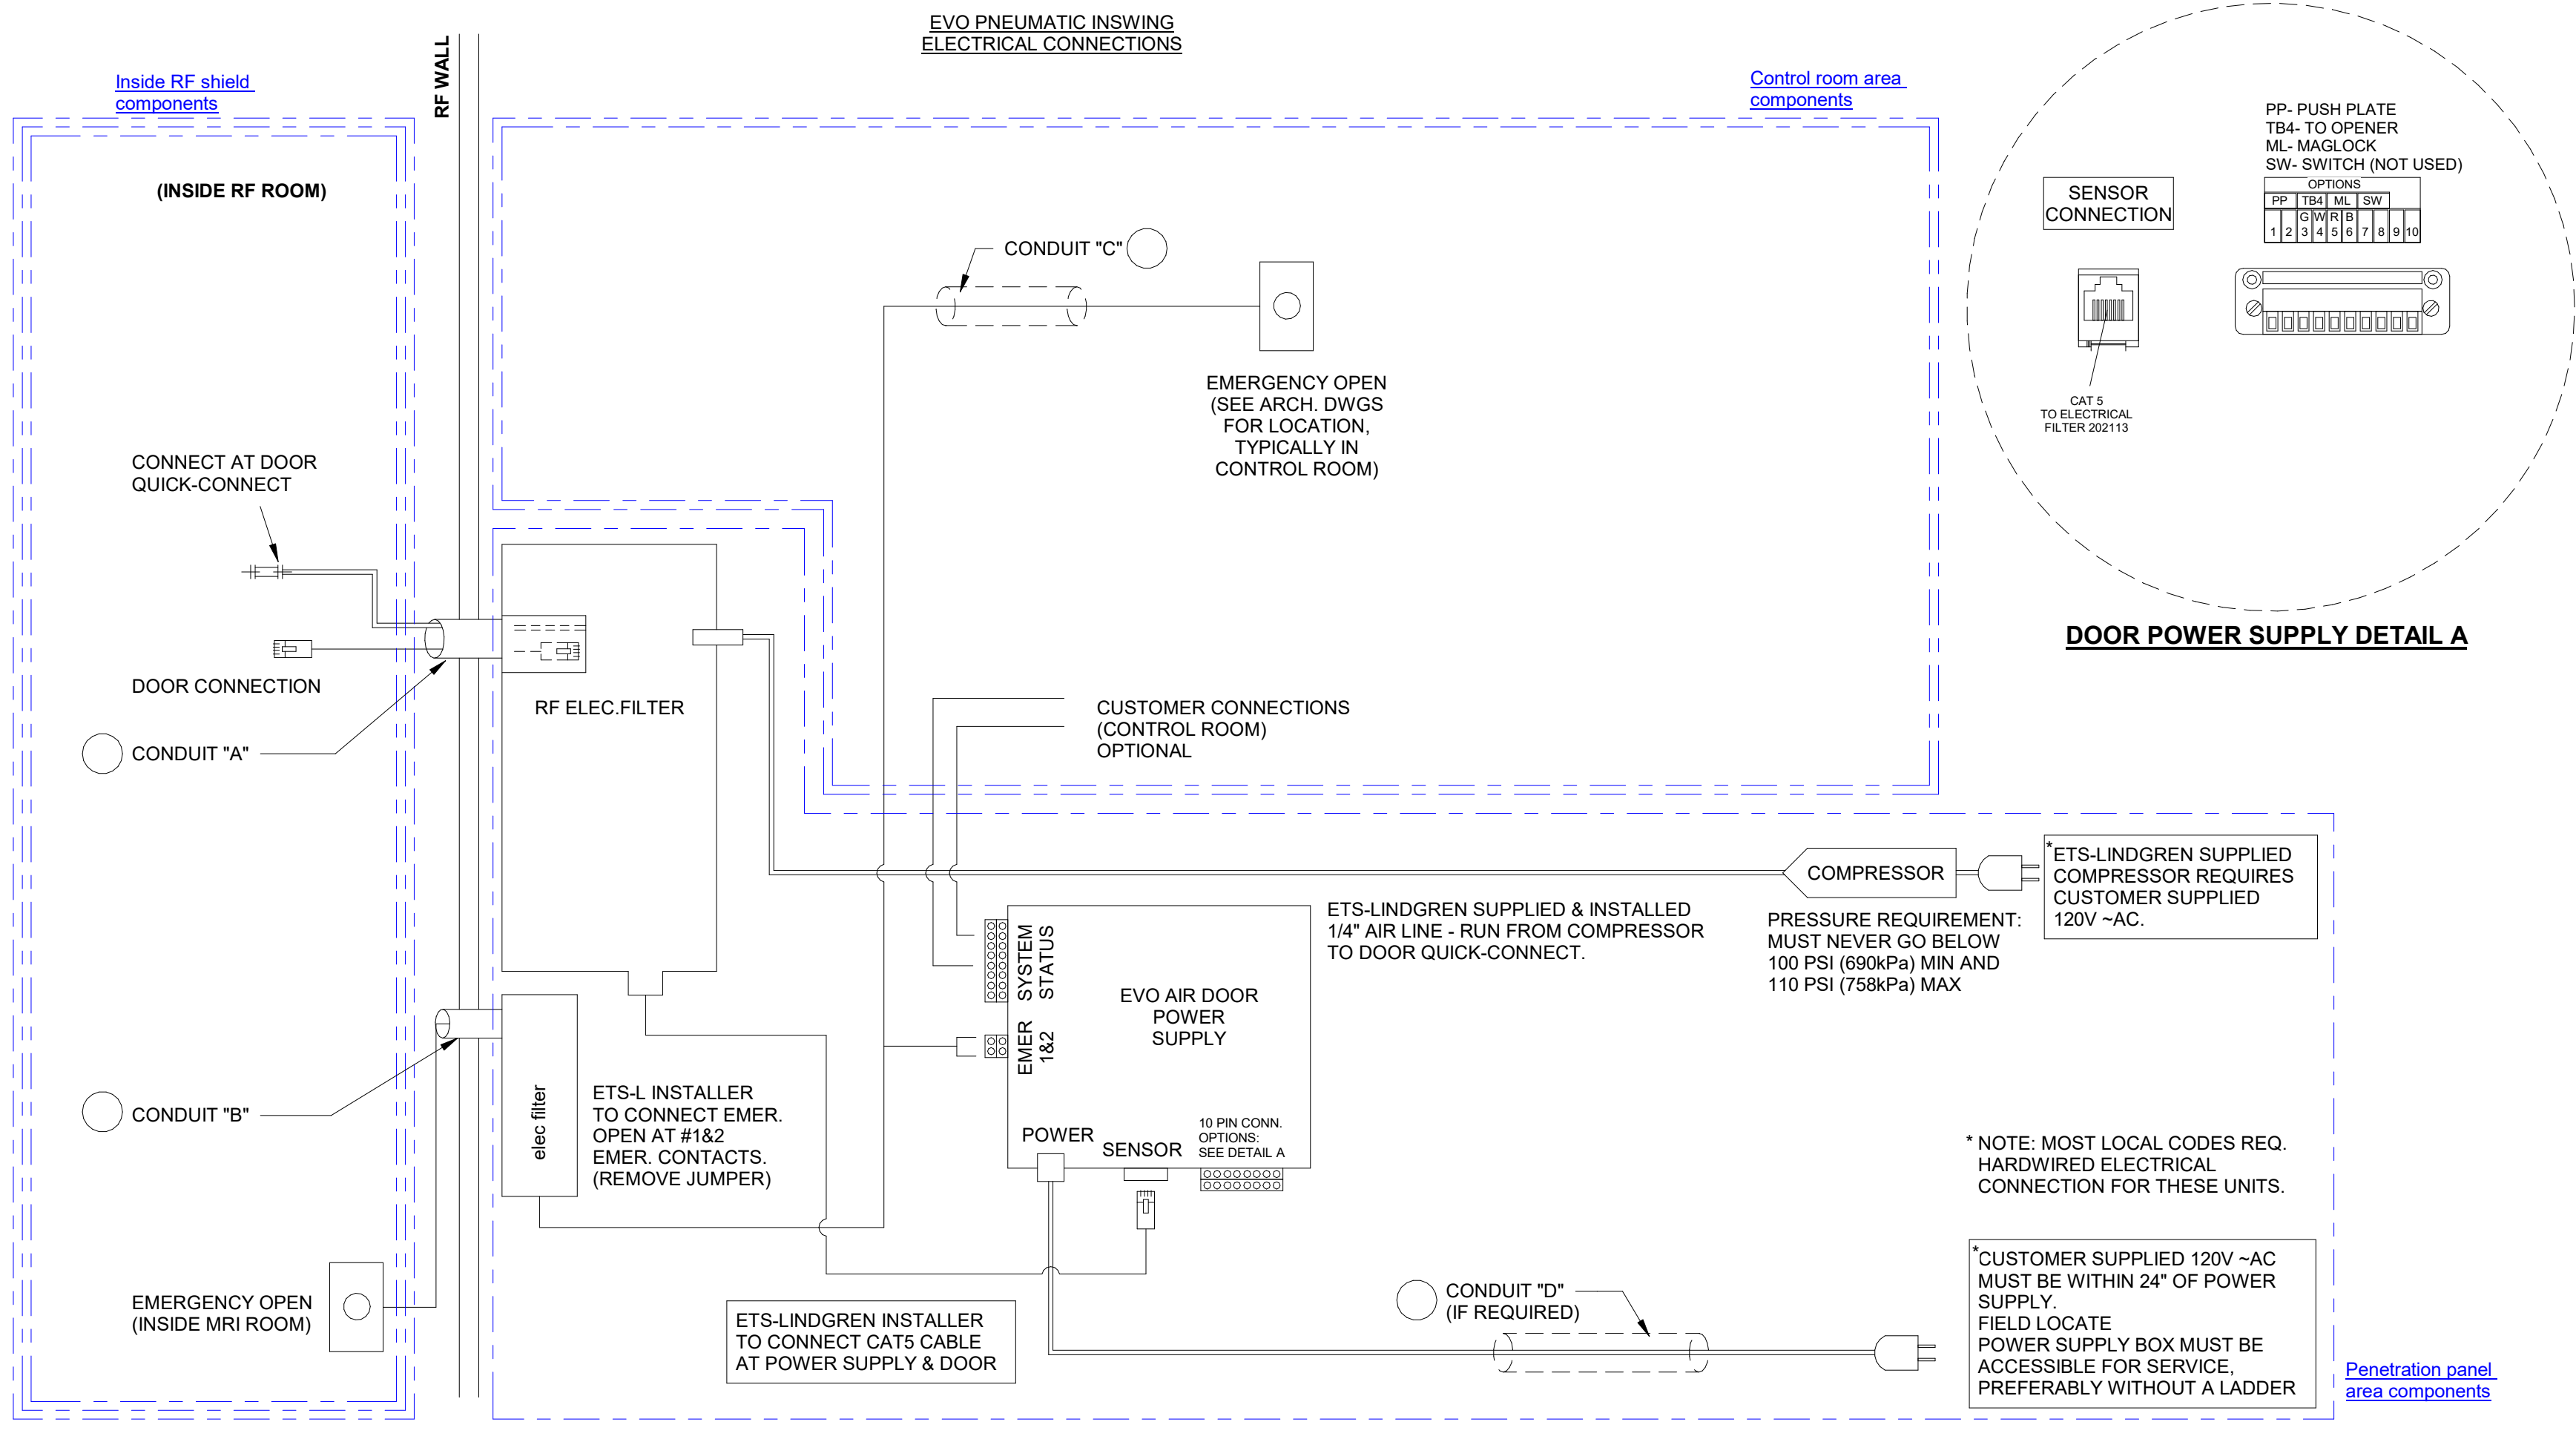 EVO PNEUMATIC INSWING
ELECTRICAL CONNECTIONS
RF WALL
Inside RF shield
components
(INSIDE RF ROOM)
Control room area
components
CONDUIT "C"
EMERGENCY OPEN
(SEE ARCH. DWGS
FOR LOCATION,
TYPICALLY IN
CONTROL ROOM)
PP- PUSH PLATE
TB4- TO OPENER
ML- MAGLOCK
SW- SWITCH (NOT USED)
SENSOR
CONNECTION
OPTIONS
PP TB4 ML SW
G W R B
1 2 3 4 5 6 7 8 9 10
CAT 5
TO ELECTRICAL
FILTER 202113
DOOR POWER SUPPLY DETAIL A
CONNECT AT DOOR
QUICK-CONNECT
DOOR CONNECTION
CONDUIT "A"
RF ELEC.FILTER
CUSTOMER CONNECTIONS
(CONTROL ROOM)
OPTIONAL
COMPRESSOR
*ETS-LINDGREN SUPPLIED
COMPRESSOR REQUIRES
CUSTOMER SUPPLIED
120V ~AC.
ETS-LINDGREN SUPPLIED & INSTALLED
1/4" AIR LINE - RUN FROM COMPRESSOR
TO DOOR QUICK-CONNECT.
PRESSURE REQUIREMENT:
MUST NEVER GO BELOW
100 PSI (690kPa) MIN AND
110 PSI (758kPa) MAX
SYSTEM
STATUS
EMER
1&2
EVO AIR DOOR
POWER
SUPPLY
POWER
SENSOR
10 PIN CONN.
OPTIONS:
SEE DETAIL A
CONDUIT "B"
elec filter
ETS-L INSTALLER
TO CONNECT EMER.
OPEN AT #1&2
EMER. CONTACTS.
(REMOVE JUMPER)
EMERGENCY OPEN
(INSIDE MRI ROOM)
ETS-LINDGREN INSTALLER
TO CONNECT CAT5 CABLE
AT POWER SUPPLY & DOOR
CONDUIT "D"
(IF REQUIRED)
* NOTE: MOST LOCAL CODES REQ.
HARDWIRED ELECTRICAL
CONNECTION FOR THESE UNITS.
*CUSTOMER SUPPLIED 120V ~AC
MUST BE WITHIN 24" OF POWER
SUPPLY.
FIELD LOCATE
POWER SUPPLY BOX MUST BE
ACCESSIBLE FOR SERVICE,
PREFERABLY WITHOUT A LADDER
Penetration panel
area components